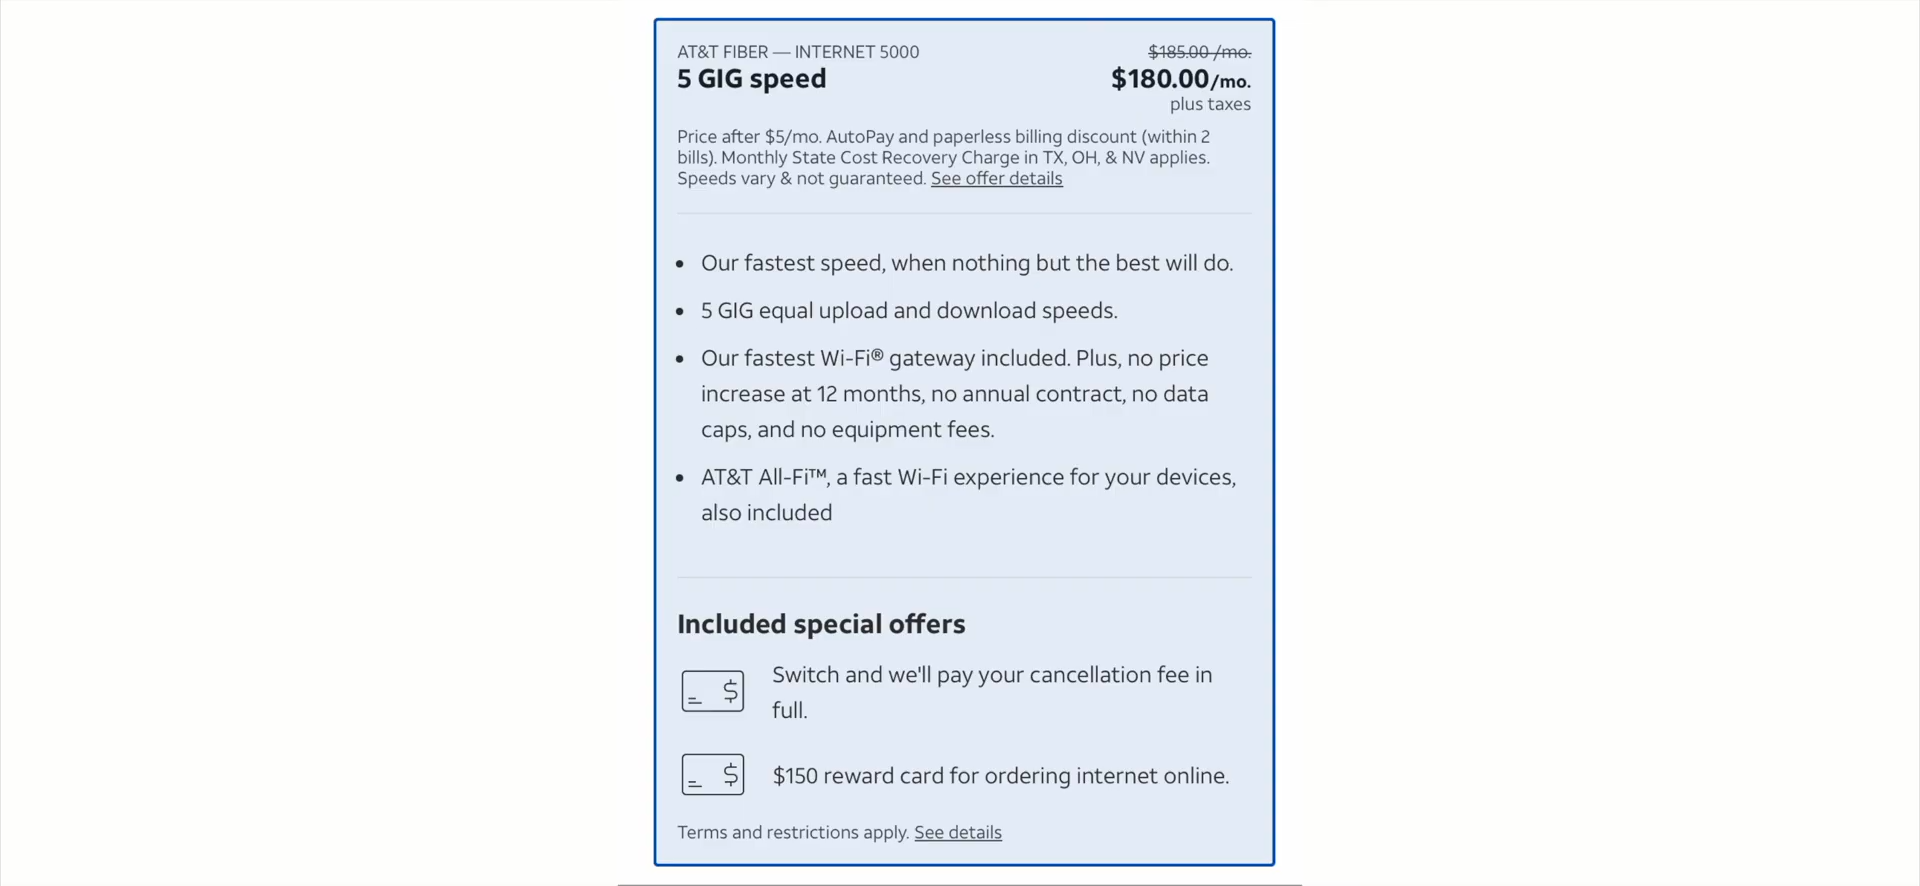 AT&T FIBER — INTERNET 5000
$185.00 /mo.
5 GIG speed
$180.00/mo.
plus taxes
Price after $5/mo. AutoPay and paperless billing discount (within 2
bills). Monthly State Cost Recovery Charge in TX, OH, & NV applies.
Speeds vary & not guaranteed. See offer details
• Our fastest speed, when nothing but the best will do.
• 5 GIG equal upload and download speeds.
• Our fastest Wi-Fi® gateway included. Plus, no price
increase at 12 months, no annual contract, no data
caps, and no equipment fees.
• AT&T All-Fi™, a fast Wi-Fi experience for your devices,
also included
Included special offers
$
Switch and we'll pay your cancellation fee in
full.
$
$150 reward card for ordering internet online.
Terms and restrictions apply. See details